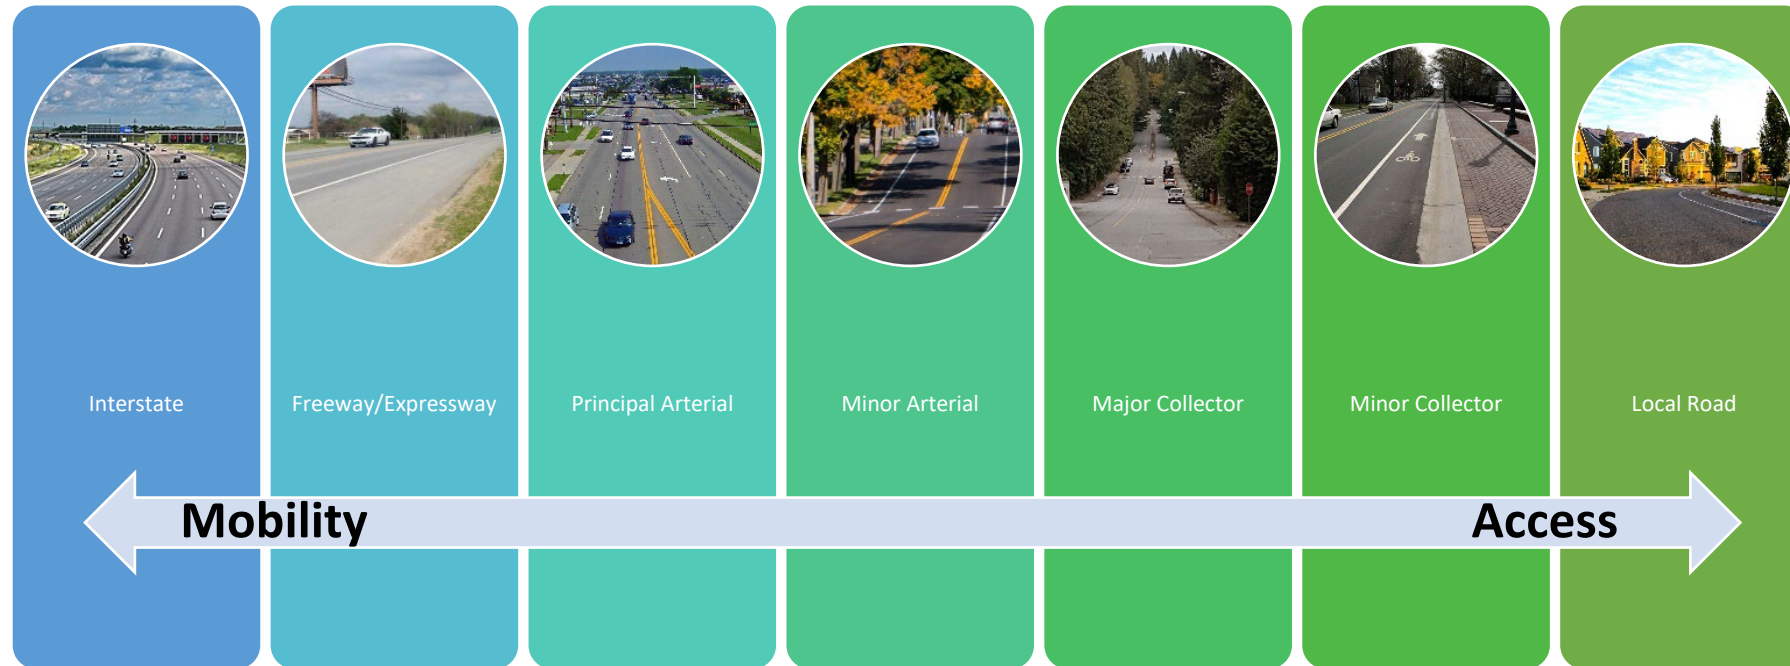 Interstate
Freeway/Expressway
Principal Arterial
Minor Arterial
Major Collector
Minor Collector
Local Road
Mobility
Access